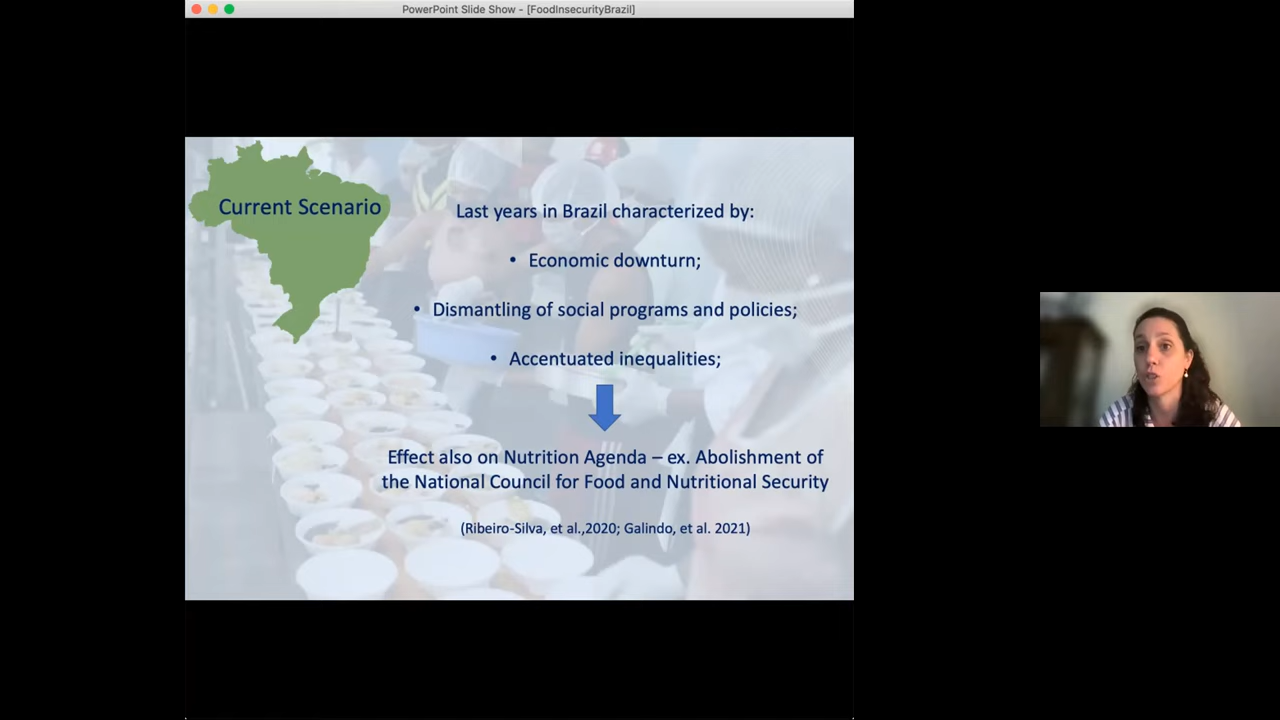 PowerPoint Slide Show - [FoodInsecurityBrazil]
Current Scenario
Last years in Brazil characterized by:
• Economic downturn;
• Dismantling of social programs and policies;
• Accentuated inequalities;
Effect also on Nutrition Agenda – ex. Abolishment of
the National Council for Food and Nutritional Security
(Ribeiro-Silva, et al.,2020; Galindo, et al. 2021)